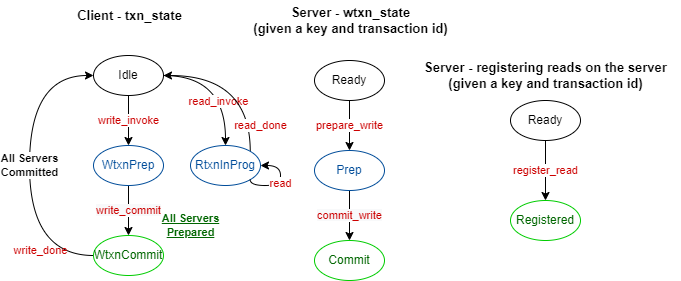 Client - txn_state
Idle
write_invoke
read_invoke
read_done
All Servers
Committed
WtxnPrep
RtxnInProg
read
write_commit
All Servers
Prepared
write_done
WtxnCommit
Server - wtxn_state
(given a key and transaction id)
Ready
prepare_write
Prep
commit_write
Commit
Server - registering reads on the server
(given a key and transaction id)
Ready
register_read
Registered